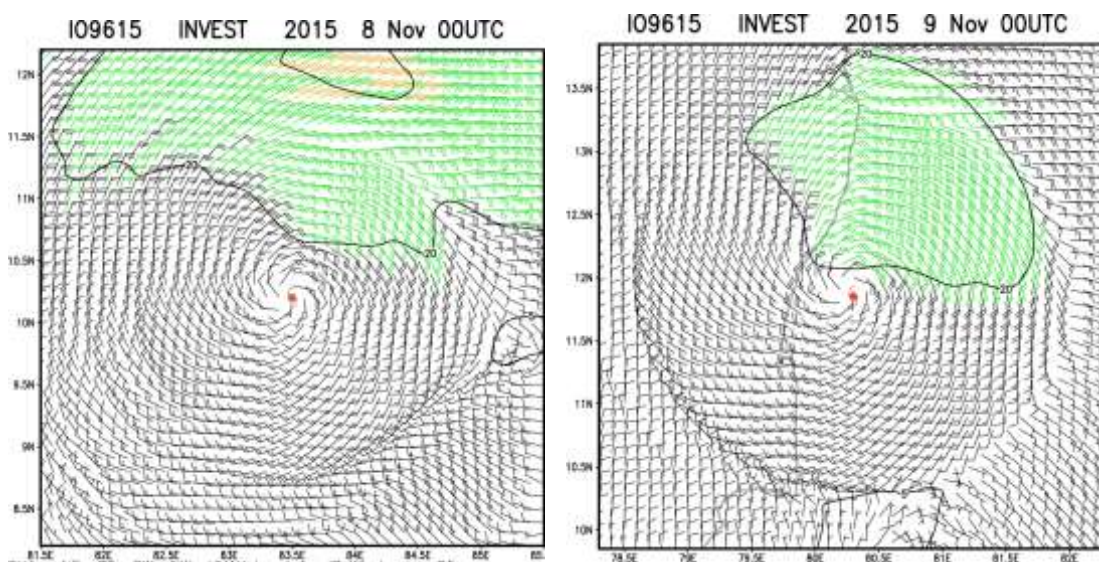 IO9615 INVEST 2015 8 Nov 00UTC
12N
11.5N
11N
10.5N
10N
9.5N
9N
8.5N
20
20
81.5E 82E 82.5E 83E 83.5E 84E 84.5E 85E
IO9615 INVEST 2015 9 Nov 00UTC
13.5N
13N
12.5N
12N
11.5N
11N
10.5N
10N
20
20
78.5E 79E 79.5E 80E 80.5E 81E 81.5E 82E